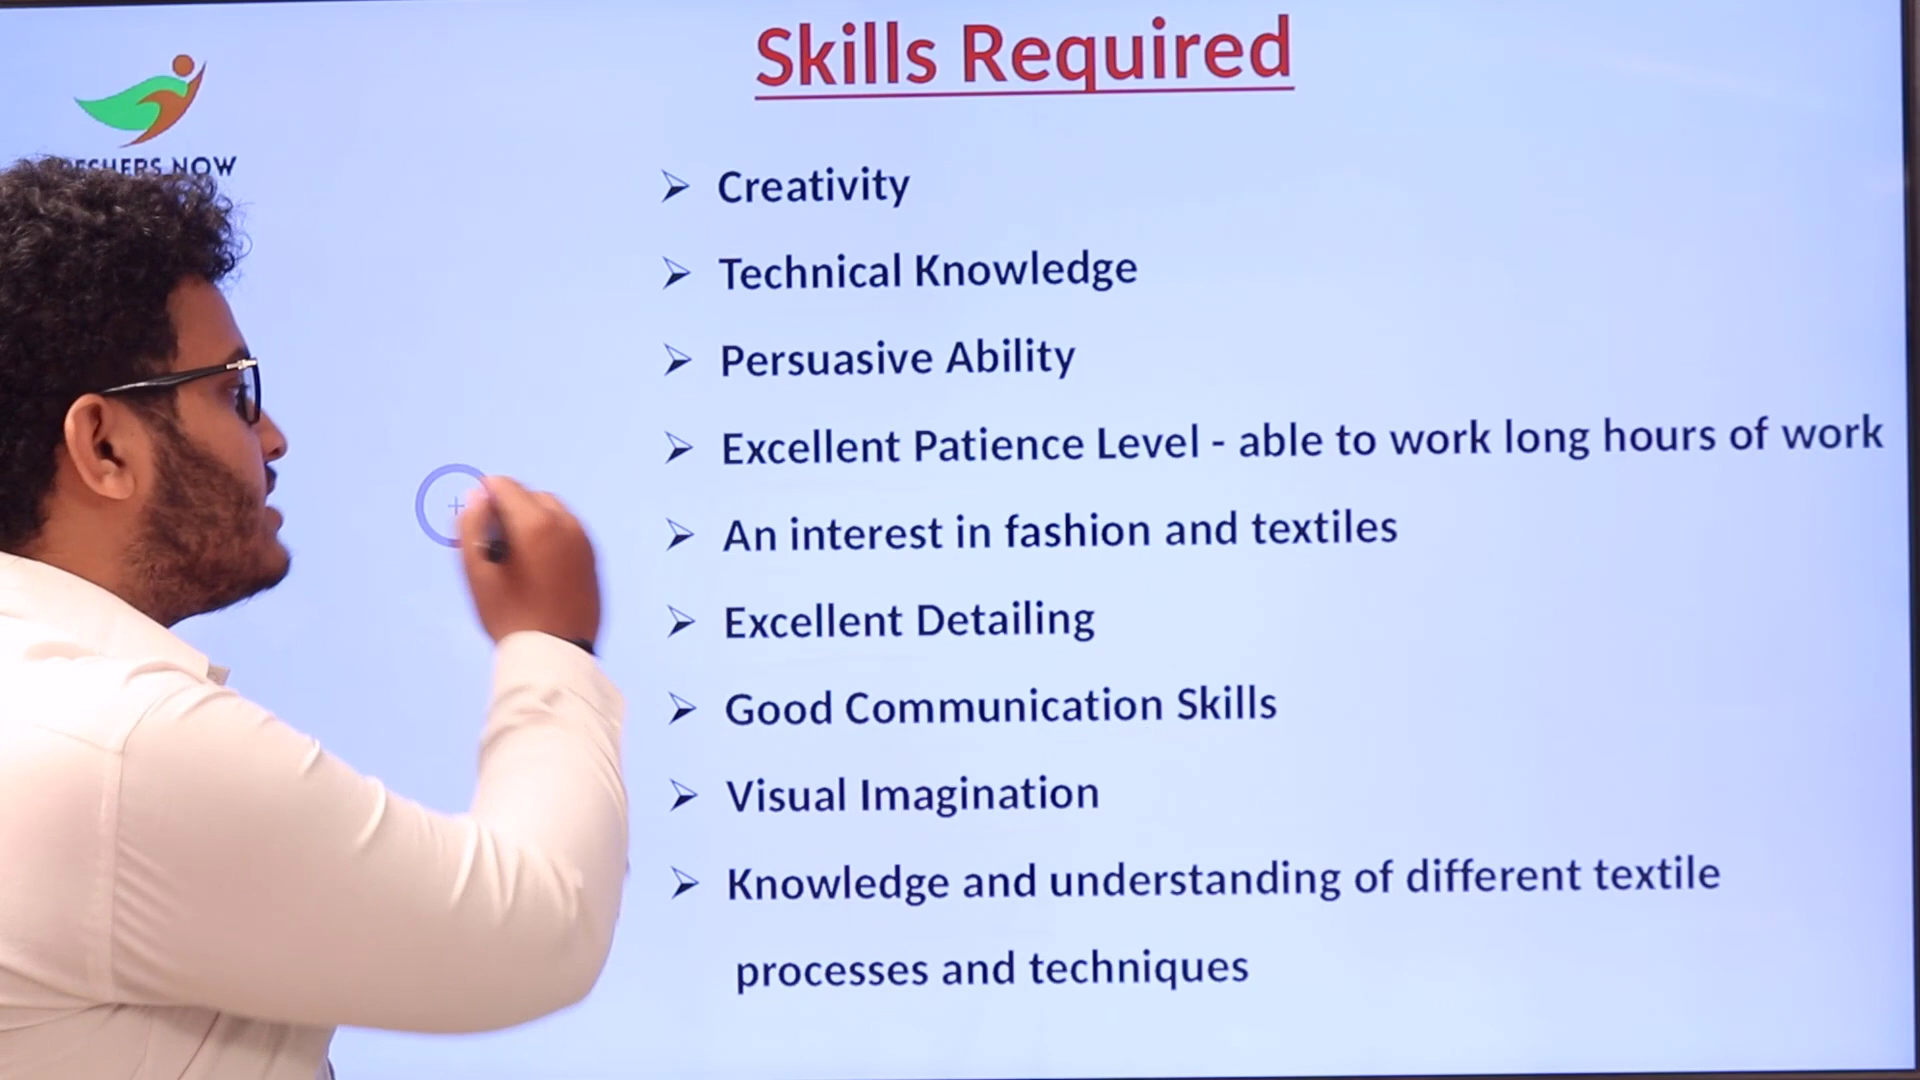 Skills Required
NOW
➢ Creativity
➢ Technical Knowledge
➢ Persuasive Ability
➢ Excellent Patience Level - able to work long hours of work
➢ An interest in fashion and textiles
➢ Excellent Detailing
➢ Good Communication Skills
➢ Visual Imagination
➢ Knowledge and understanding of different textile
processes and techniques